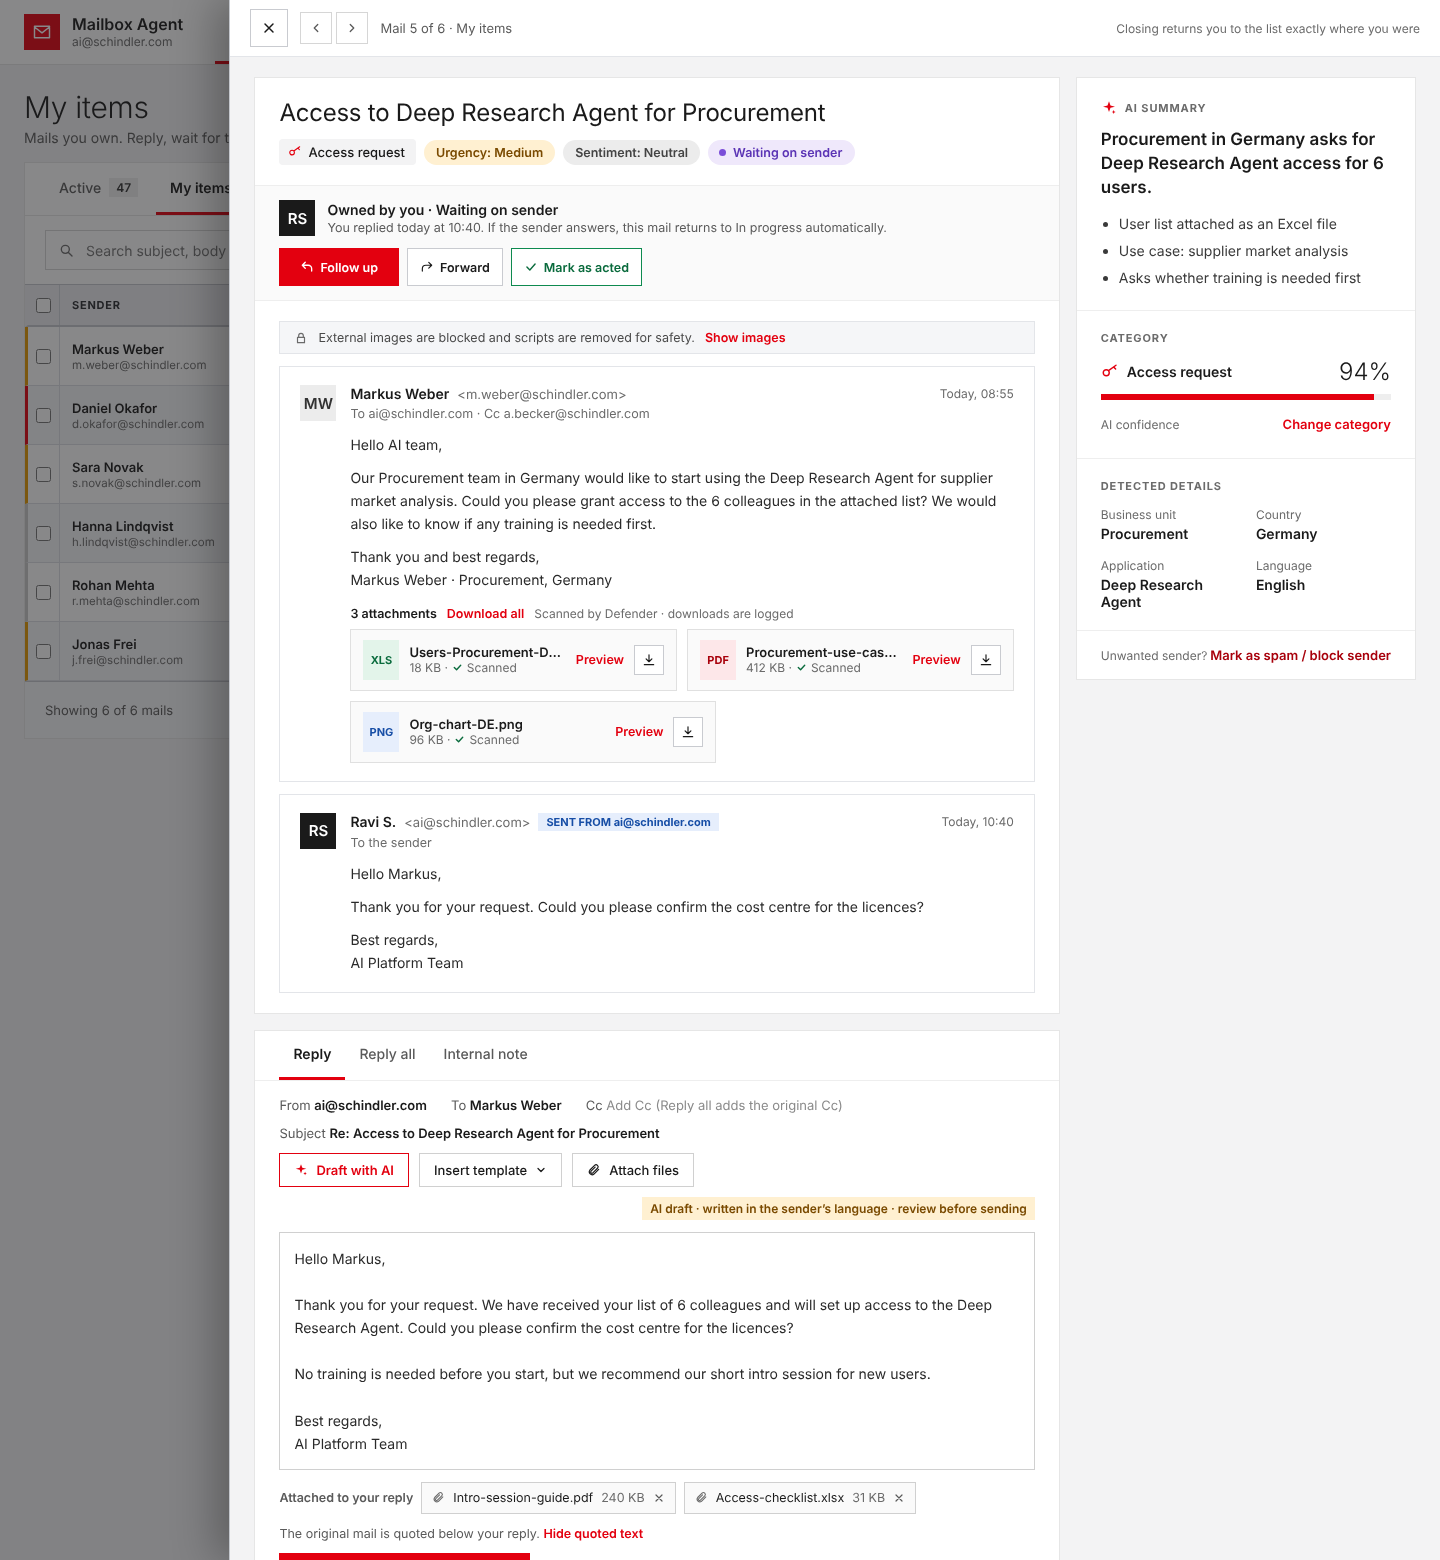 Mailbox Agent
ai@schindler.com
My items
Mails you own. Reply, wait for t
Active 47 My items
Search subject, body
SENDER
Markus Weber
m.weber@schindler.com
Daniel Okafor
d.okafor@schindler.com
Sara Novak
s.novak@schindler.com
Hanna Lindqvist
h.lindqvist@schindler.com
Rohan Mehta
r.mehta@schindler.com
Jonas Frei
j.frei@schindler.com
Showing 6 of 6 mails
Mail 5 of 6 · My items
Closing returns you to the list exactly where you were
Access to Deep Research Agent for Procurement
Access request Urgency: Medium Sentiment: Neutral Waiting on sender
RS
Owned by you · Waiting on sender
You replied today at 10:40. If the sender answers, this mail returns to In progress automatically.
Follow up Forward Mark as acted
External images are blocked and scripts are removed for safety. Show images
MW
Markus Weber <m.weber@schindler.com> Today, 08:55
To ai@schindler.com · Cc a.becker@schindler.com
Hello AI team,
Our Procurement team in Germany would like to start using the Deep Research Agent for supplier
market analysis. Could you please grant access to the 6 colleagues in the attached list? We would
also like to know if any training is needed first.
Thank you and best regards,
Markus Weber · Procurement, Germany
3 attachments Download all Scanned by Defender · downloads are logged
XLS Users-Procurement-D... Preview
18 KB · Scanned
PDF Procurement-use-cas... Preview
412 KB · Scanned
PNG Org-chart-DE.png Preview
96 KB · Scanned
RS
Ravi S. <ai@schindler.com> SENT FROM ai@schindler.com Today, 10:40
To the sender
Hello Markus,
Thank you for your request. Could you please confirm the cost centre for the licences?
Best regards,
AI Platform Team
Reply Reply all Internal note
From ai@schindler.com To Markus Weber Cc Add Cc (Reply all adds the original Cc)
Subject Re: Access to Deep Research Agent for Procurement
Draft with AI Insert template Attach files
AI draft · written in the sender's language · review before sending
Hello Markus,
Thank you for your request. We have received your list of 6 colleagues and will set up access to the Deep
Research Agent. Could you please confirm the cost centre for the licences?
No training is needed before you start, but we recommend our short intro session for new users.
Best regards,
AI Platform Team
Attached to your reply Intro-session-guide.pdf 240 KB Access-checklist.xlsx 31 KB
The original mail is quoted below your reply. Hide quoted text
AI SUMMARY
Procurement in Germany asks for
Deep Research Agent access for 6
users.
• User list attached as an Excel file
• Use case: supplier market analysis
• Asks whether training is needed first
CATEGORY
Access request 94%
AI confidence Change category
DETECTED DETAILS
Business unit Country
Procurement Germany
Application Language
Deep Research English
Agent
Unwanted sender? Mark as spam / block sender